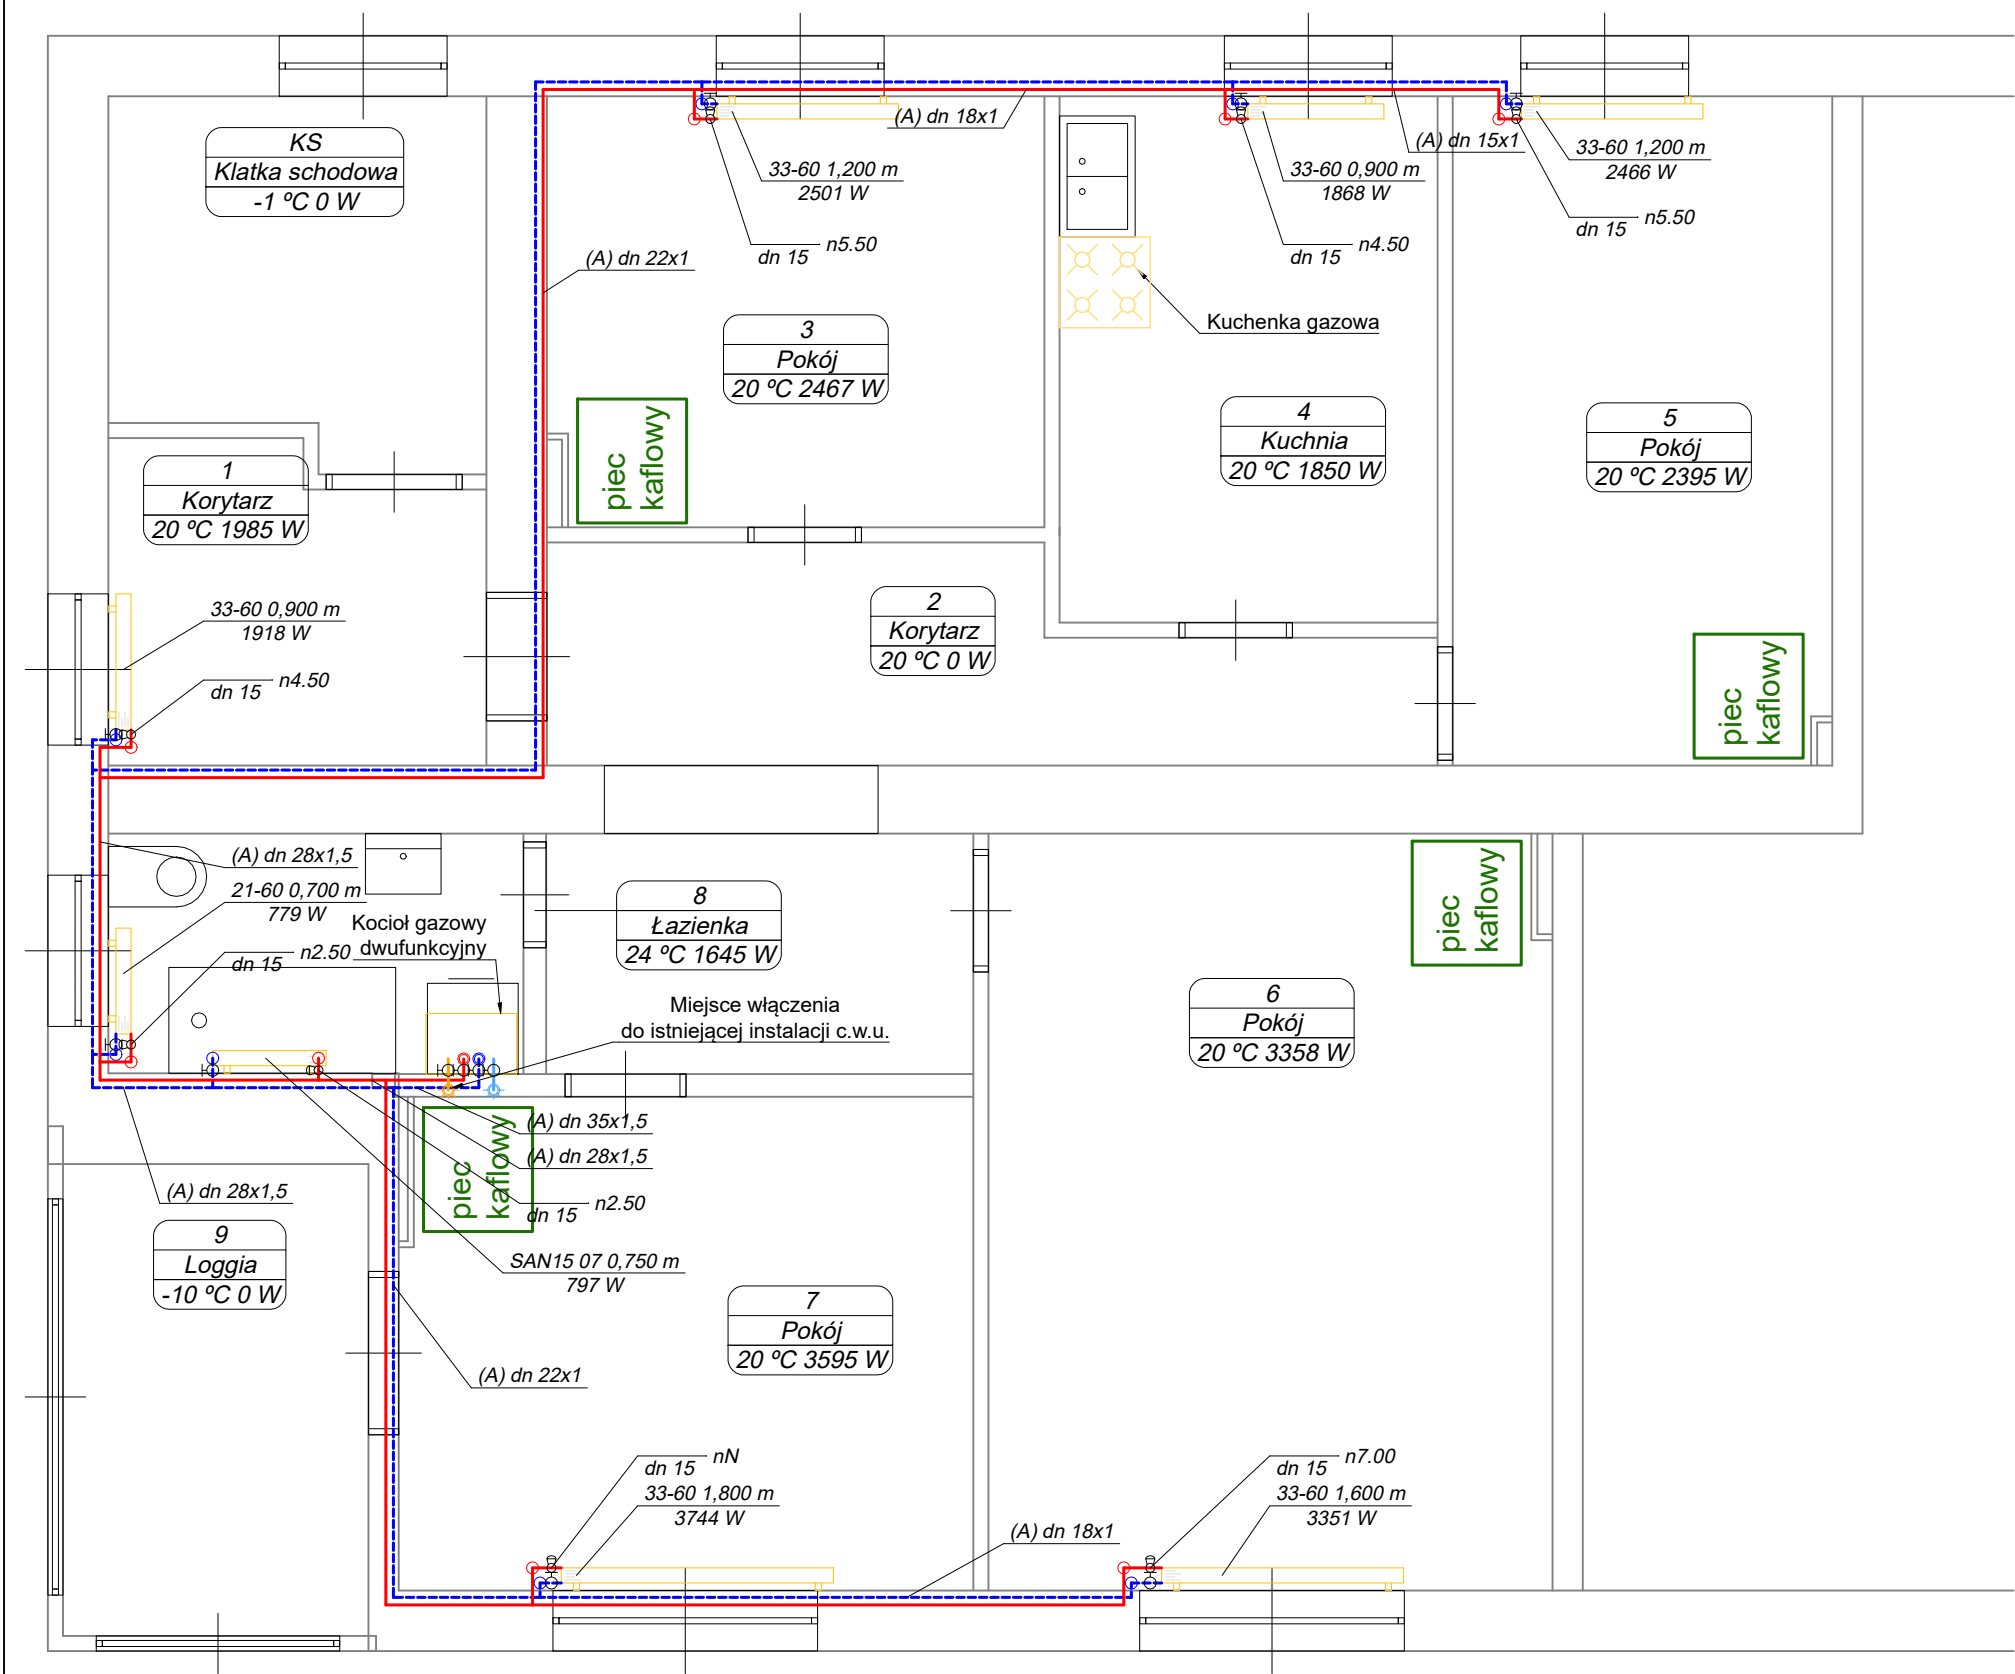 KS
Klatka schodowa
-1 ºC 0 W
(A) dn 18x1
(A) dn 15x1
33-60 1,200 m
2501 W
n5.50
dn 15
33-60 0,900 m
1868 W
n4.50
dn 15
33-60 1,200 m
2466 W
n5.50
dn 15
(A) dn 22x1
Kuchenka gazowa
3
Pokój
20 ºC 2467 W
piec
kaflowy
4
Kuchnia
20 ºC 1850 W
5
Pokój
20 ºC 2395 W
1
Korytarz
20 ºC 1985 W
33-60 0,900 m
1918 W
n4.50
dn 15
2
Korytarz
20 ºC 0 W
piec
kaflowy
(A) dn 28x1,5
21-60 0,700 m
779 W
n2.50
dn 15
Kocioł gazowy
dwufunkcyjny
8
Łazienka
24 ºC 1645 W
piec
kaflowy
Miejsce włączenia
do istniejącej instalacji c.w.u.
6
Pokój
20 ºC 3358 W
(A) dn 35x1,5
(A) dn 28x1,5
n2.50
dn 15
piec
kaflowy
(A) dn 28x1,5
9
Loggia
-10 ºC 0 W
SAN15 07 0,750 m
797 W
7
Pokój
20 ºC 3595 W
(A) dn 22x1
nN
dn 15
33-60 1,800 m
3744 W
(A) dn 18x1
n7.00
dn 15
33-60 1,600 m
3351 W